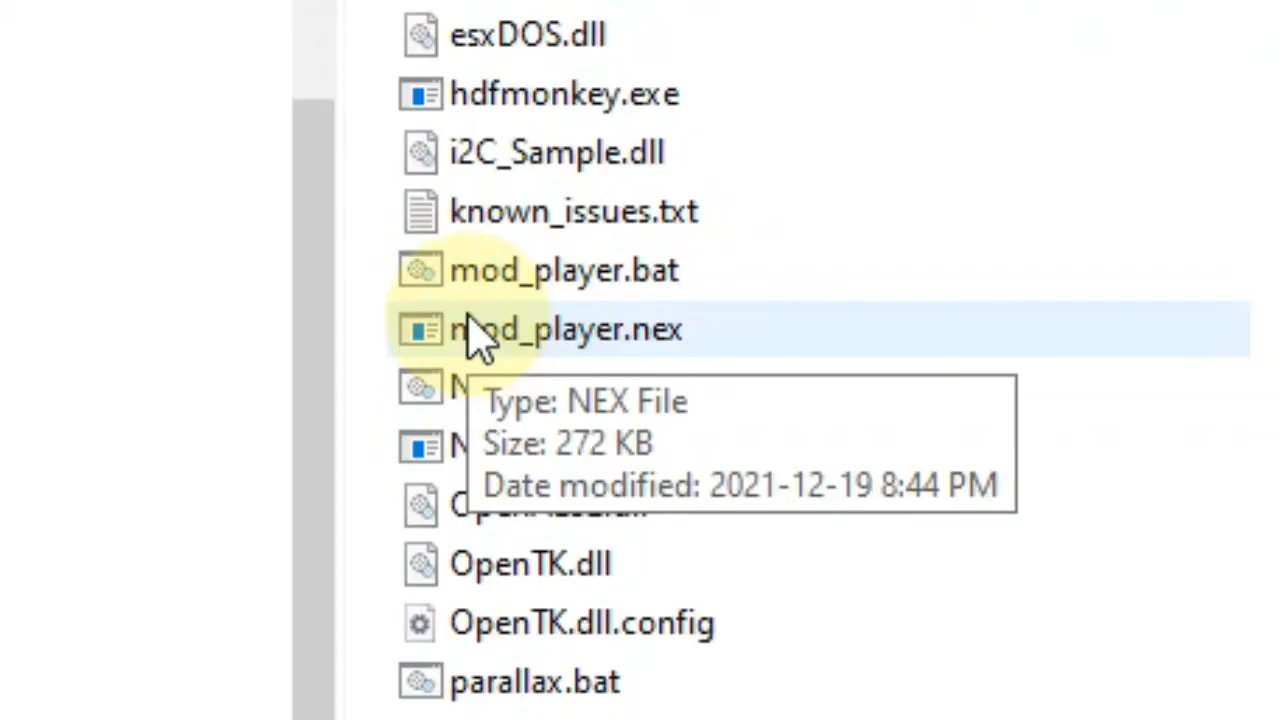 esxDOS.dll
hdfmonkey.exe
i2C_Sample.dll
known_issues.txt
mod_player.bat
mod_player.nex
Type: NEX File
Size: 272 KB
Date modified: 2021-12-19 8:44 PM
OpenTK.dll
OpenTK.dll.config
parallax.bat